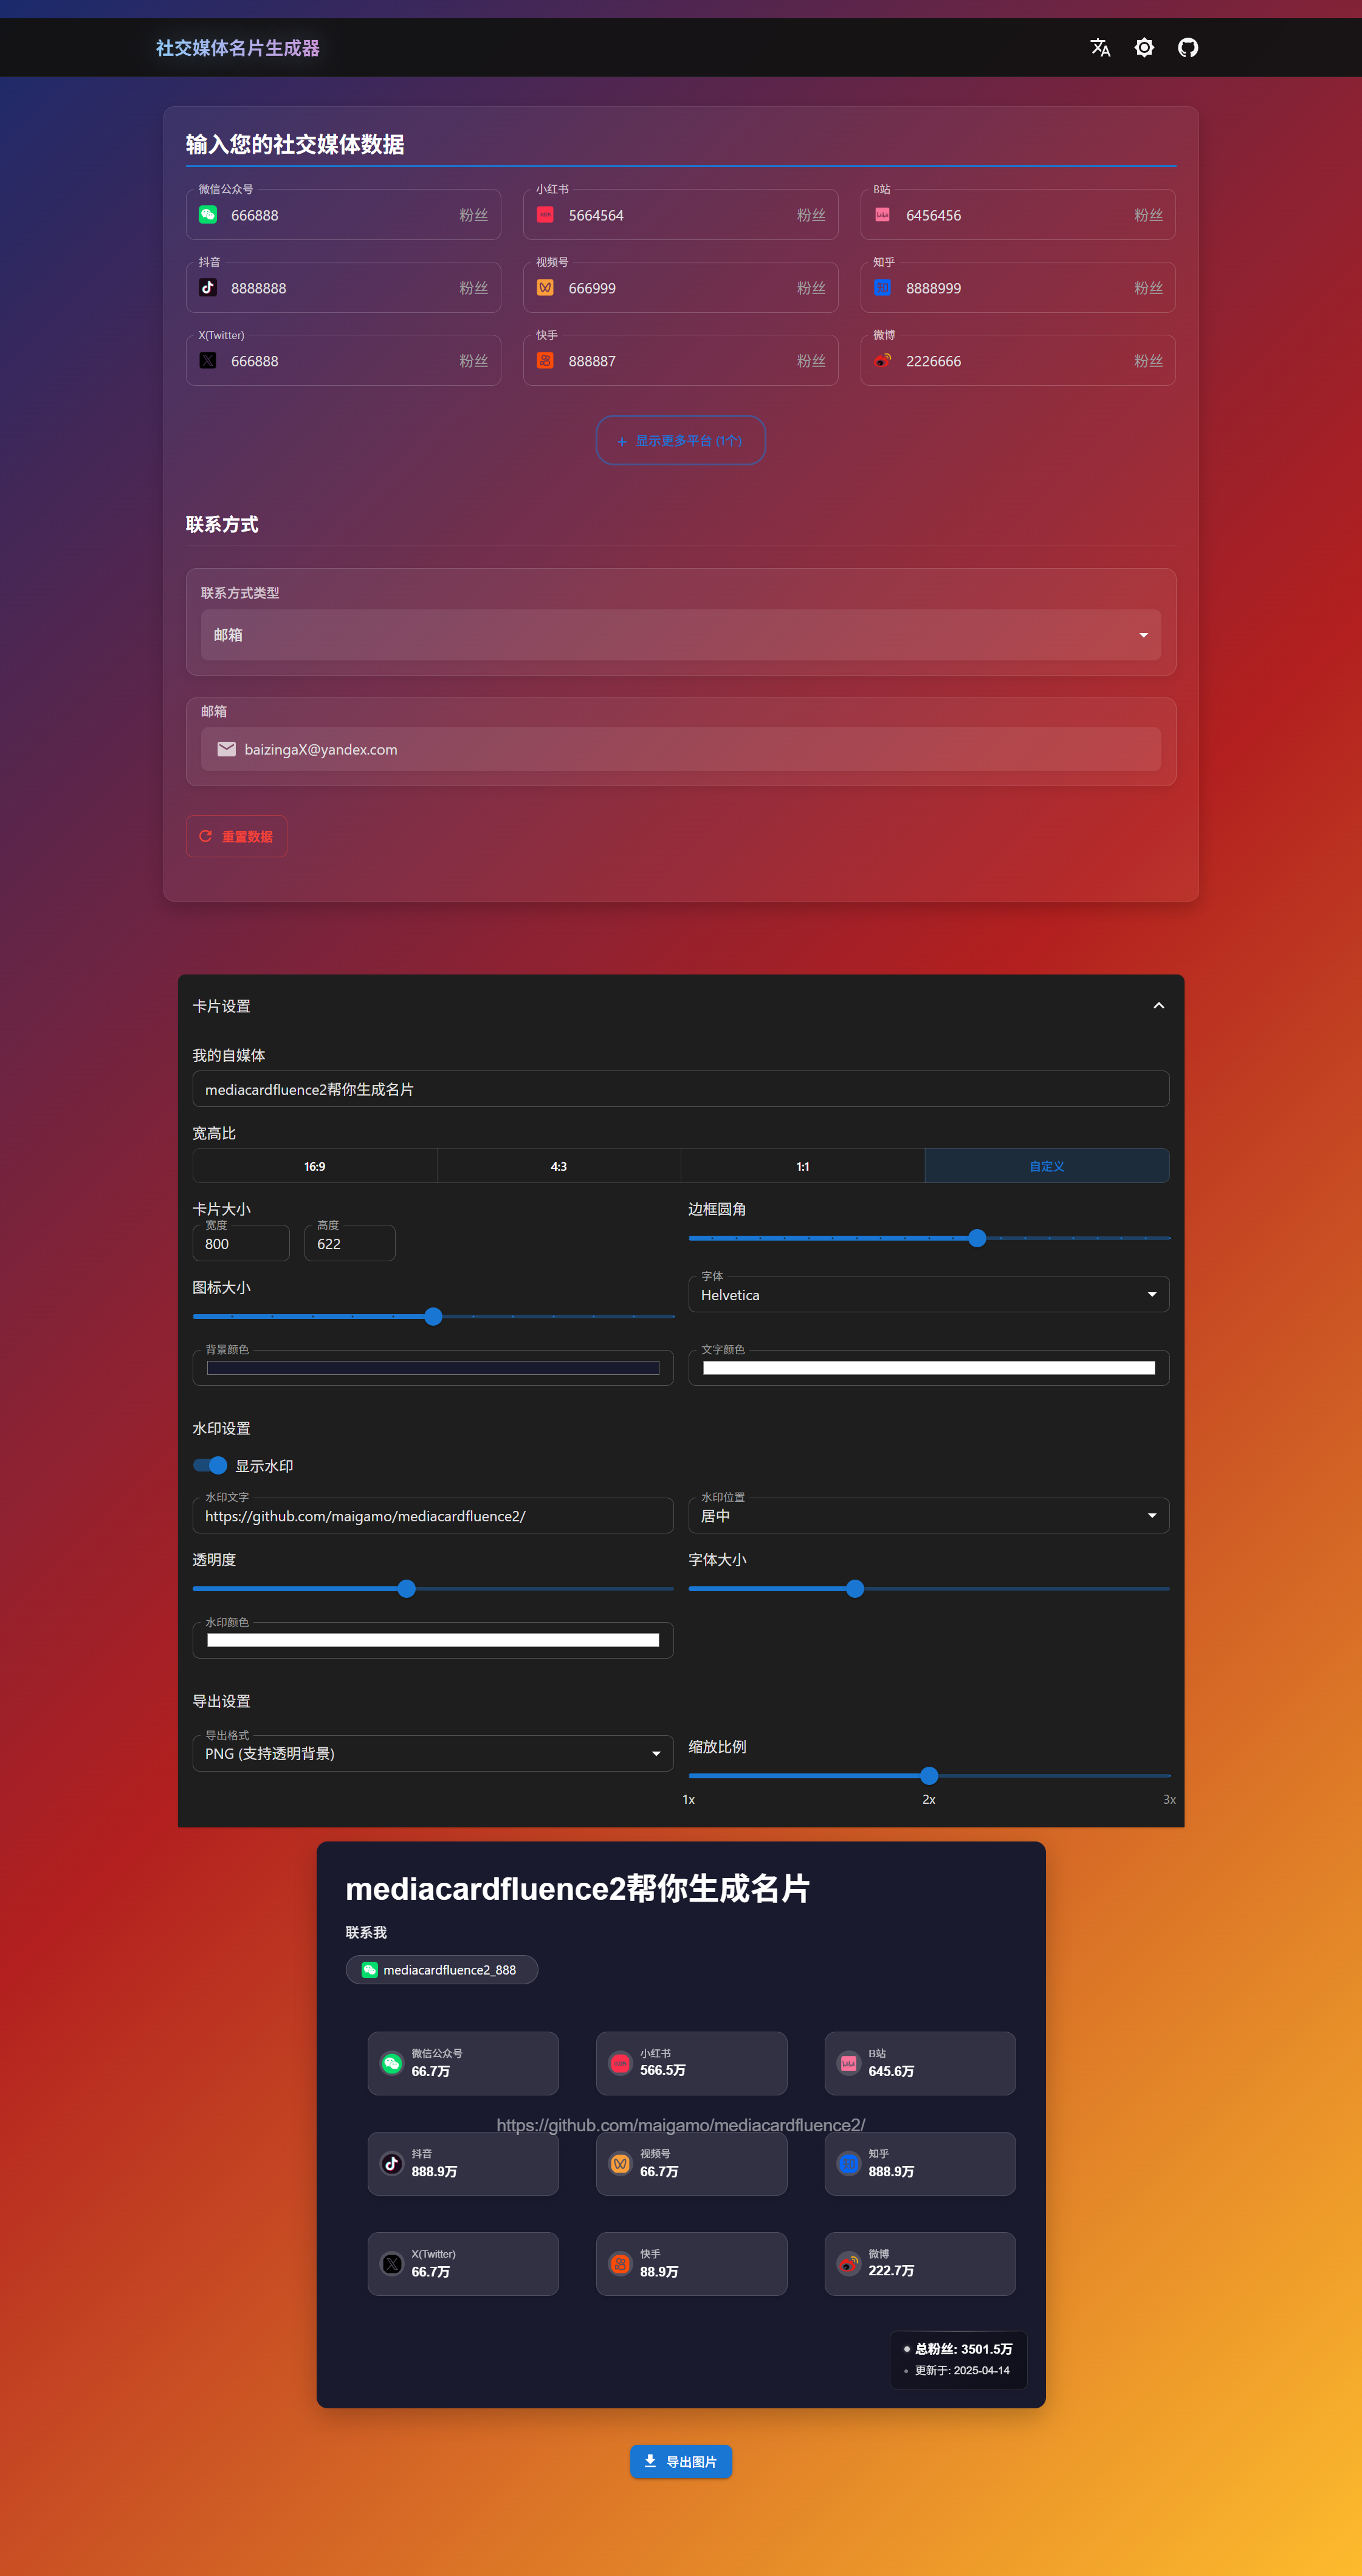 社交媒体名片生成器
输入您的社交媒体数据
微信公众号
666888 粉丝
小红书
5664564 粉丝
B站
6456456 粉丝
抖音
8888888 粉丝
视频号
666999 粉丝
知乎
8888999 粉丝
X(Twitter)
666888 粉丝
快手
888887 粉丝
微博
2226666 粉丝
+ 显示更多平台 (1个)
联系方式
联系方式类型
邮箱
邮箱
baizingaX@yandex.com
重置数据
卡片设置
我的自媒体
mediacardfluence2帮你生成名片
宽高比
16:9
4:3
1:1
自定义
卡片大小
宽度
800
高度
622
边框圆角
图标大小
字体
Helvetica
背景颜色
文字颜色
水印设置
显示水印
水印文字
https://github.com/maigamo/mediacardfluence2/
水印位置
居中
透明度
字体大小
水印颜色
导出设置
导出格式
PNG (支持透明背景)
缩放比例
1x
2x
3x
mediacardfluence2帮你生成名片
联系我
mediacardfluence2_888
微信公众号
66.7万
小红书
566.5万
B站
645.6万
https://github.com/maigamo/mediacardfluence2/
抖音
888.9万
视频号
66.7万
知乎
888.9万
X(Twitter)
66.7万
快手
88.9万
微博
222.7万
总粉丝: 3501.5万
更新于: 2025-04-14
导出图片